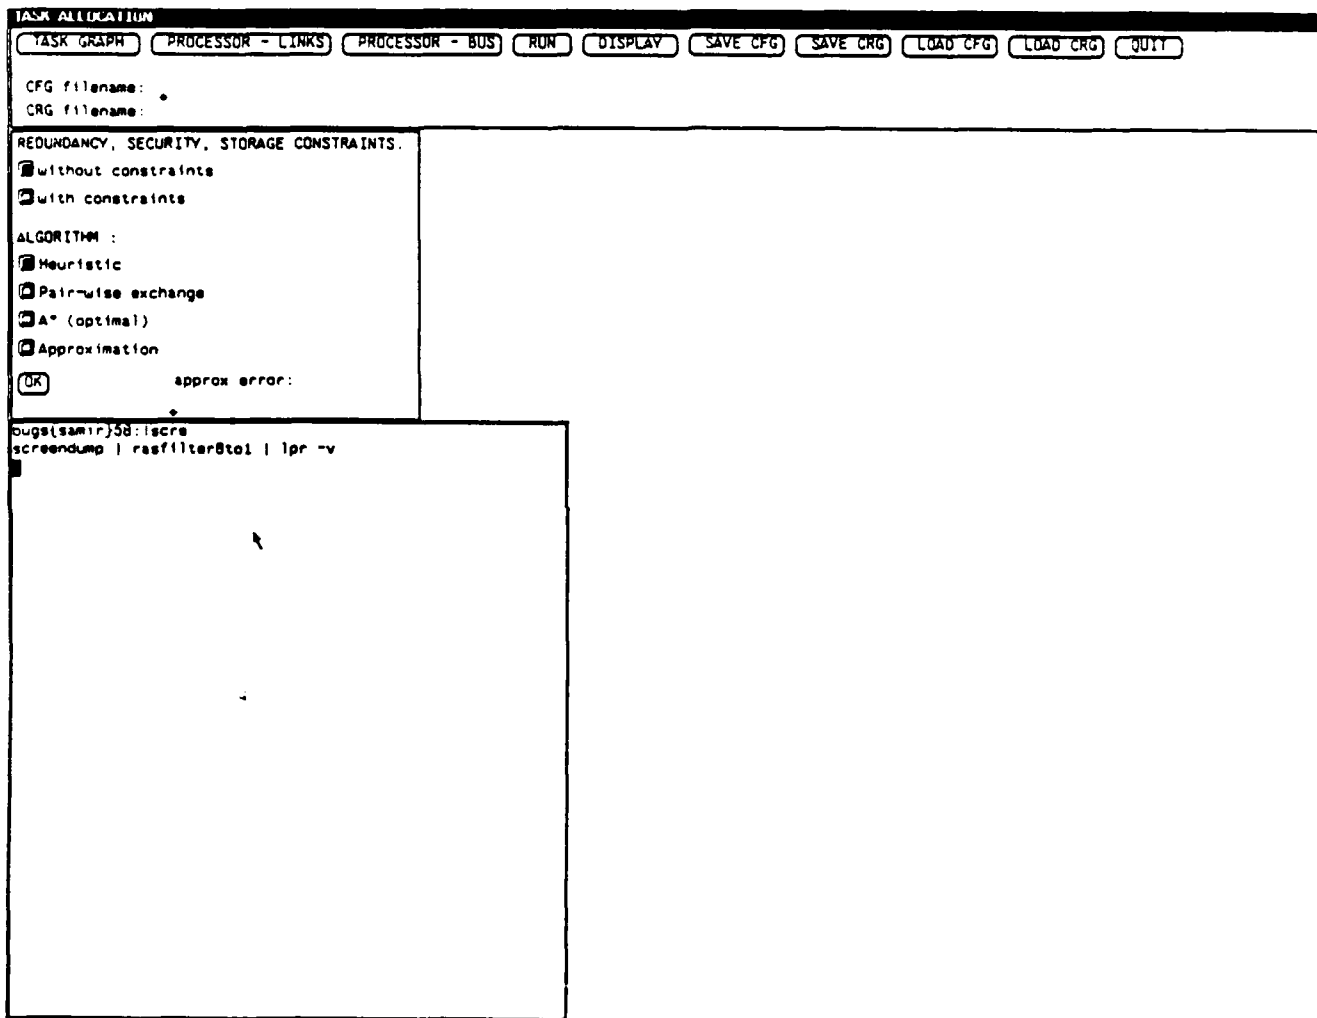 TASK ALLOCATION
TASK GRAPH PROCESSOR - LINKS PROCESSOR - BUS RUN DISPLAY SAVE CFG SAVE CRG LOAD CFG LOAD CRG QUIT
CFG filename:
CRG filename:
REDUNDANCY, SECURITY, STORAGE CONSTRAINTS.
without constraints
with constraints
ALGORITHM :
Heuristic
Pair-wise exchange
A* (optimal)
Approximation
OK approx error:
bugs{samir}58:!scre
screendump | rasfilter8to1 | lpr -v